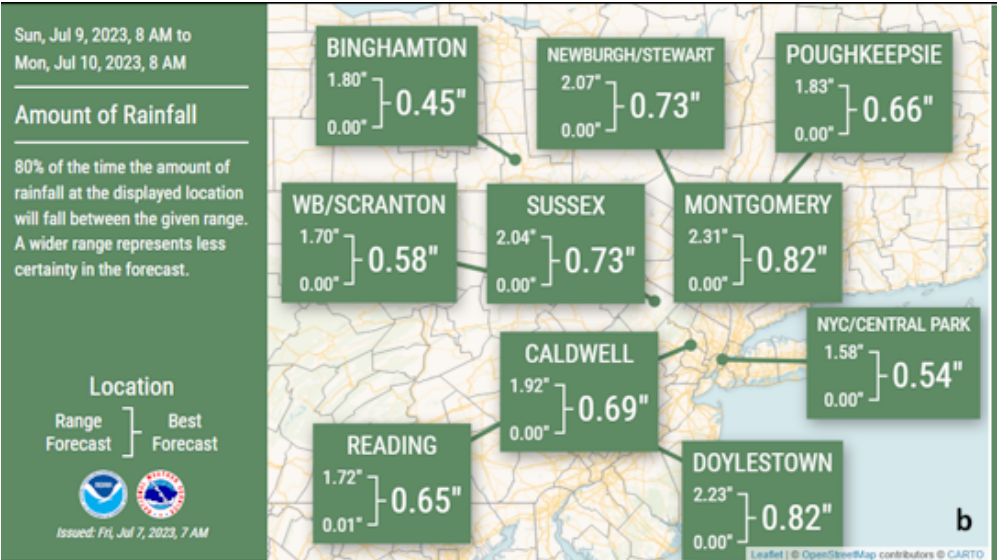 Sun, Jul 9, 2023, 8 AM to
Mon, Jul 10, 2023, 8 AM
Amount of Rainfall
80% of the time the amount of
rainfall at the displayed location
will fall between the given range.
A wider range represents less
certainty in the forecast.
Location
Range
Forecast
Best
Forecast
Issued: Fri, Jul 7, 2023, 7 AM
BINGHAMTON
1.80"
0.45"
0.00"
NEWBURGH/STEWART
2.07"
0.73"
0.00"
POUGHKEEPSIE
1.83"
0.66"
0.00"
WB/SCRANTON
1.70"
0.58"
0.00"
SUSSEX
2.04"
0.73"
0.00"
MONTGOMERY
2.31"
0.82"
0.00"
CALDWELL
1.92"
0.69"
0.00"
NYC/CENTRAL PARK
1.58"
0.54"
0.00"
READING
1.72"
0.65"
0.01"
DOYLESTOWN
2.23"
0.82"
0.00"
b
Leaflet | © OpenStreetMap contributors © CARTO